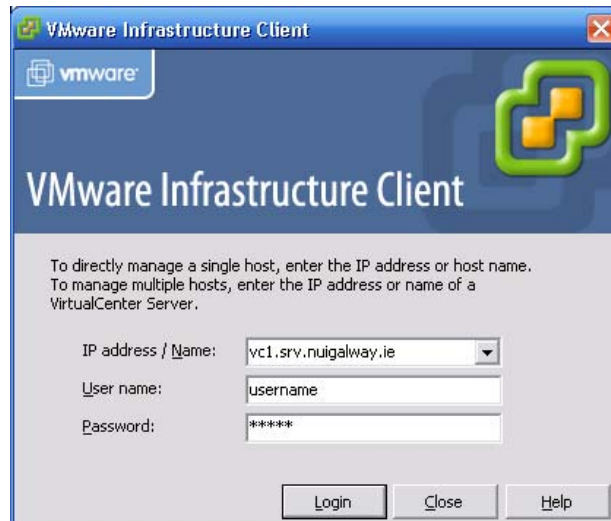 VMware Infrastructure Client
vmware
VMware Infrastructure Client
To directly manage a single host, enter the IP address or host name.
To manage multiple hosts, enter the IP address or name of a
VirtualCenter Server.
IP address / Name: vc1.srv.nuigalway.ie
User name: username
Password: *****
Login Close Help